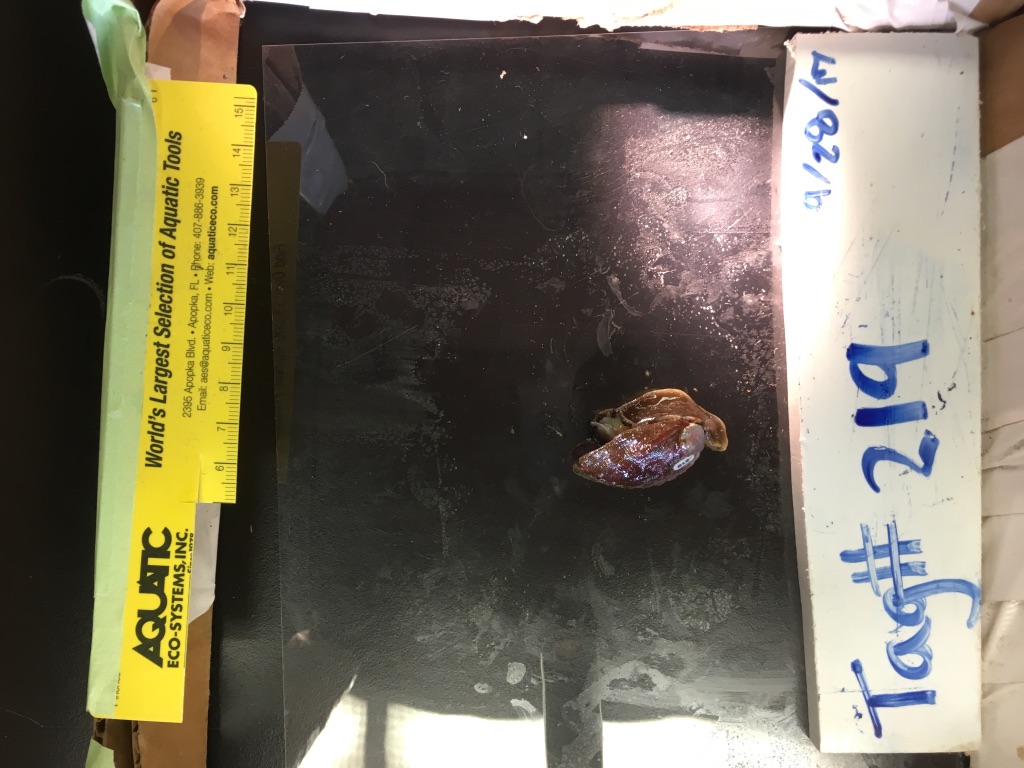 AQUATIC
ECO-SYSTEMS, INC.
World's Largest Selection of Aquatic Tools
2395 Apopka Blvd. • Apopka, FL • Phone: 407-886-3939
Email: aes@aquaticeco.com • Web: aquaticeco.com
6 7 8 9 10 11 12 13 14 15
Tag# 219
9/28/17